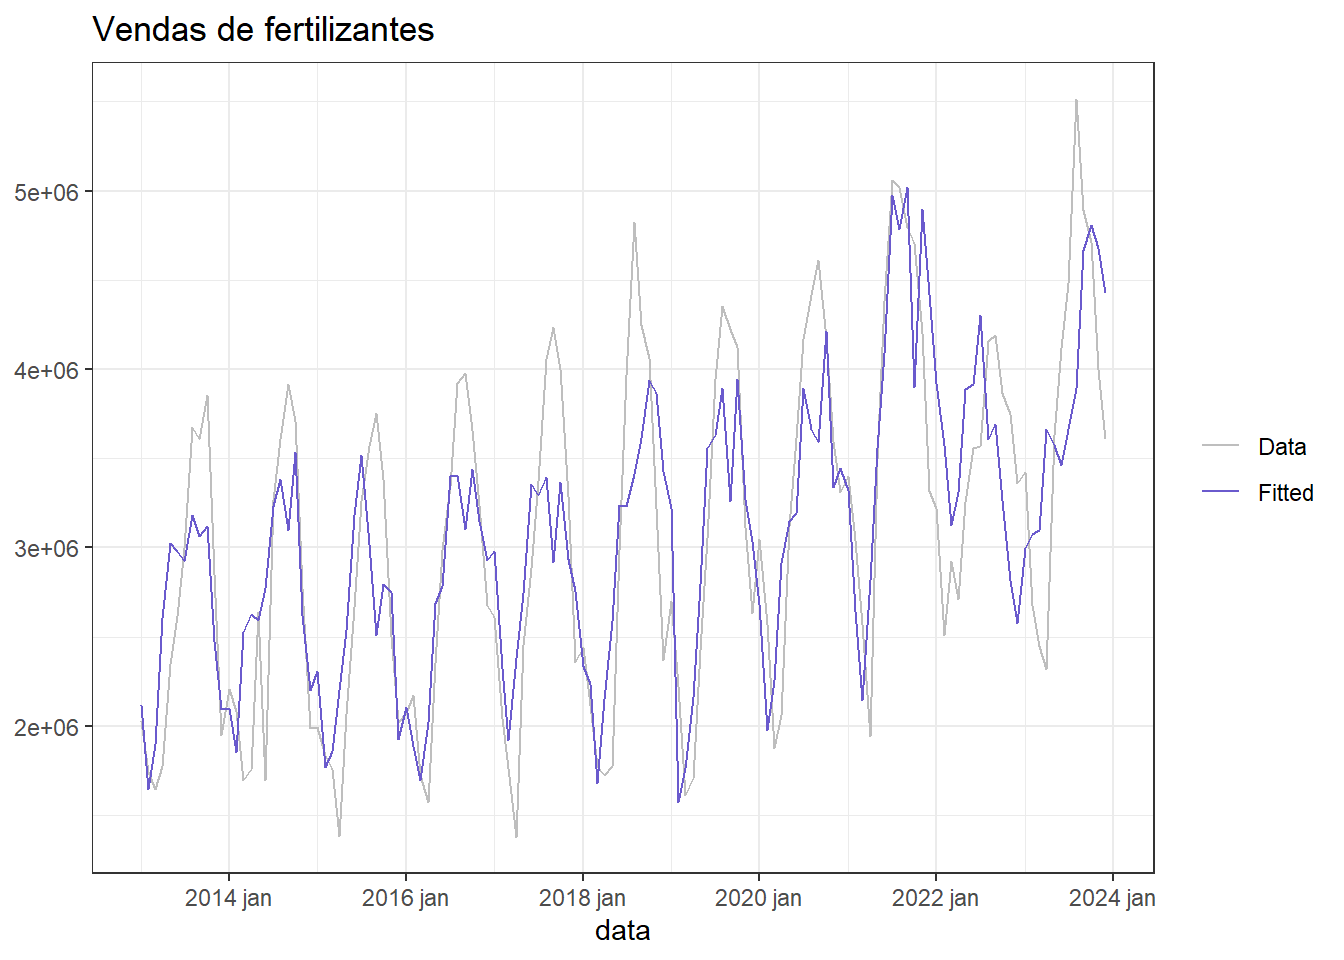 Vendas de fertilizantes
5e+06
4e+06
3e+06
2e+06
2014 jan
2016 jan
2018 jan
2020 jan
2022 jan
2024 jan
data
Data
Fitted